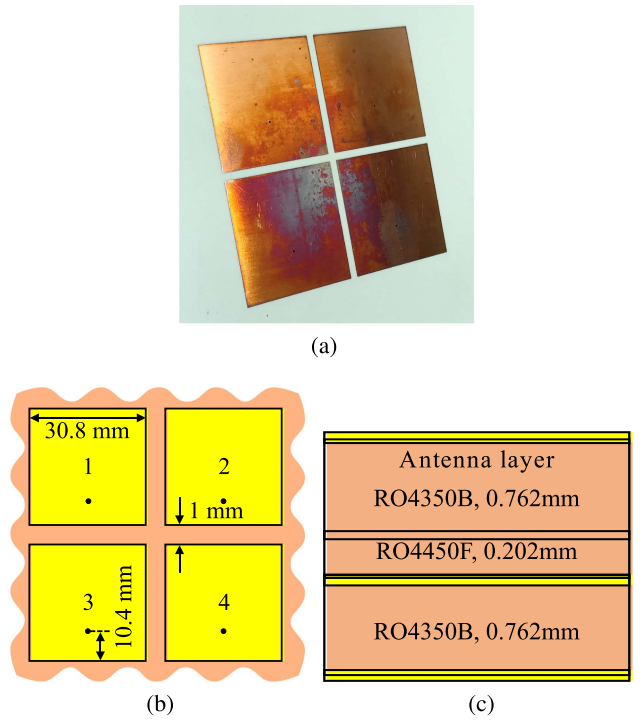 (a)
30.8 mm
1
2
1 mm
3
4
10.4 mm
(b)
Antenna layer
RO4350B, 0.762mm
RO4450F, 0.202mm
RO4350B, 0.762mm
(c)